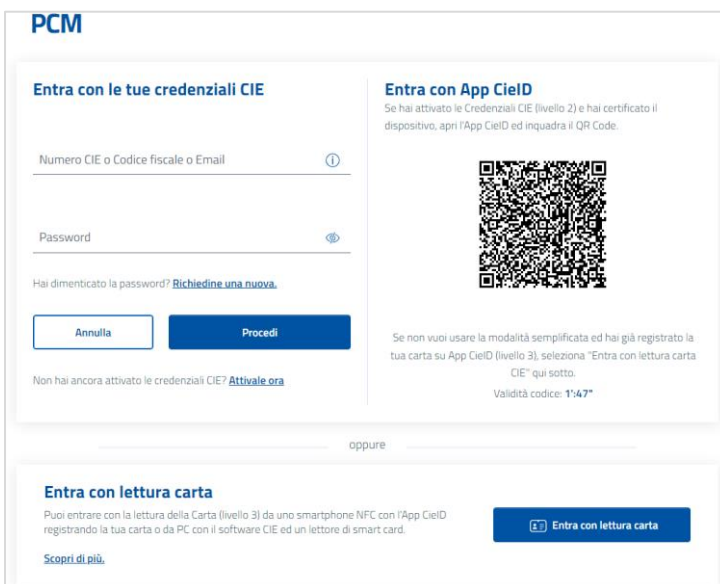 PCM
Entra con le tue credenziali CIE
Numero CIE o Codice fiscale o Email
Password
Hai dimenticato la password? Richiedine una nuova.
Annulla
Procedi
Non hai ancora attivato le credenziali CIE? Attivale ora
Entra con App CieID
Se hai attivato le Credenziali CIE (livello 2) e hai certificato il
dispositivo, apri l'App CieID ed inquadra il QR Code.
Se non vuoi usare la modalità semplificata ed hai già registrato la
tua carta su App CieID (livello 3), seleziona "Entra con lettura carta
CIE" qui sotto.
Validità codice: 1':47"
oppure
Entra con lettura carta
Puoi entrare con la lettura della Carta (livello 3) da uno smartphone NFC con l'App CieID
registrando la tua carta o da PC con il software CIE ed un lettore di smart card.
Scopri di più.
Entra con lettura carta